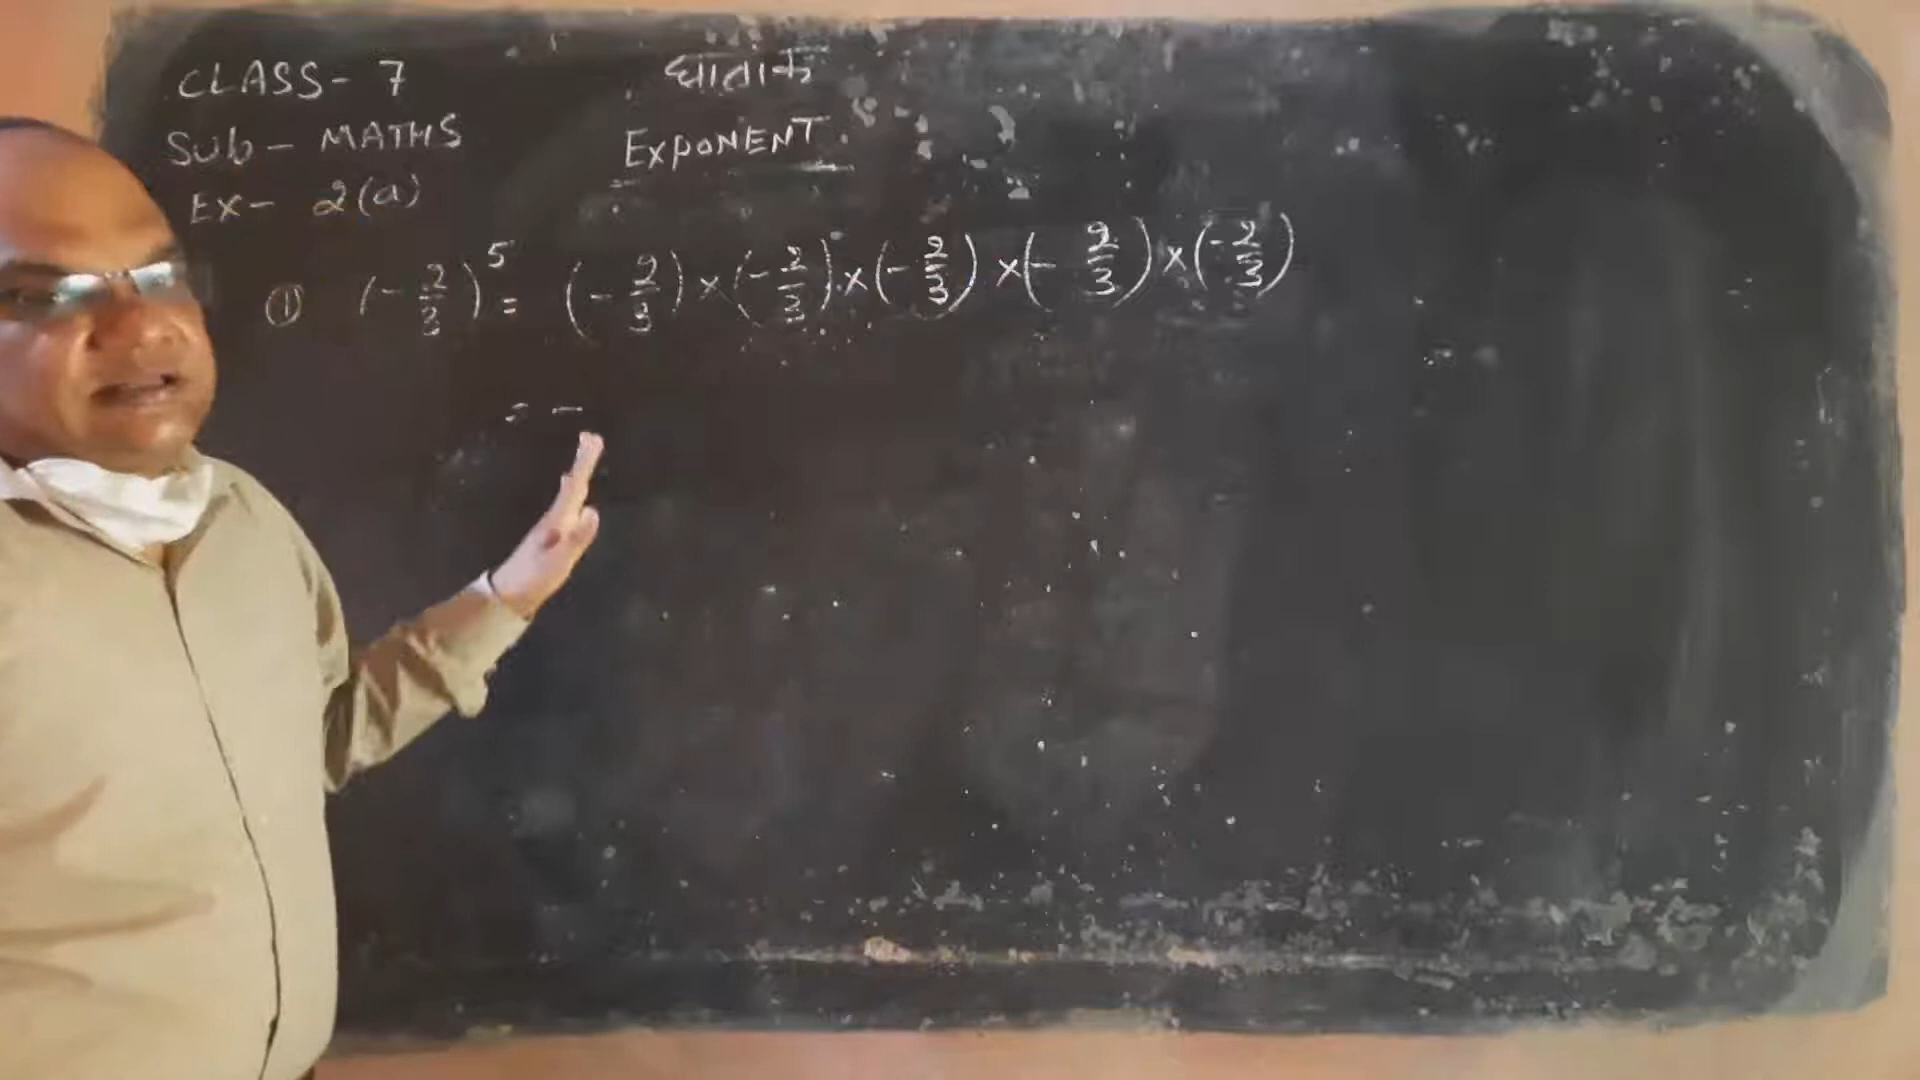 CLASS - 7
घातांक
Sub - MATHS
EXPONENT
EX - 2(a)
① (-2/3)^5 = (-2/3) × (-2/3) × (-2/3) × (-2/3) × (-2/3)
= -